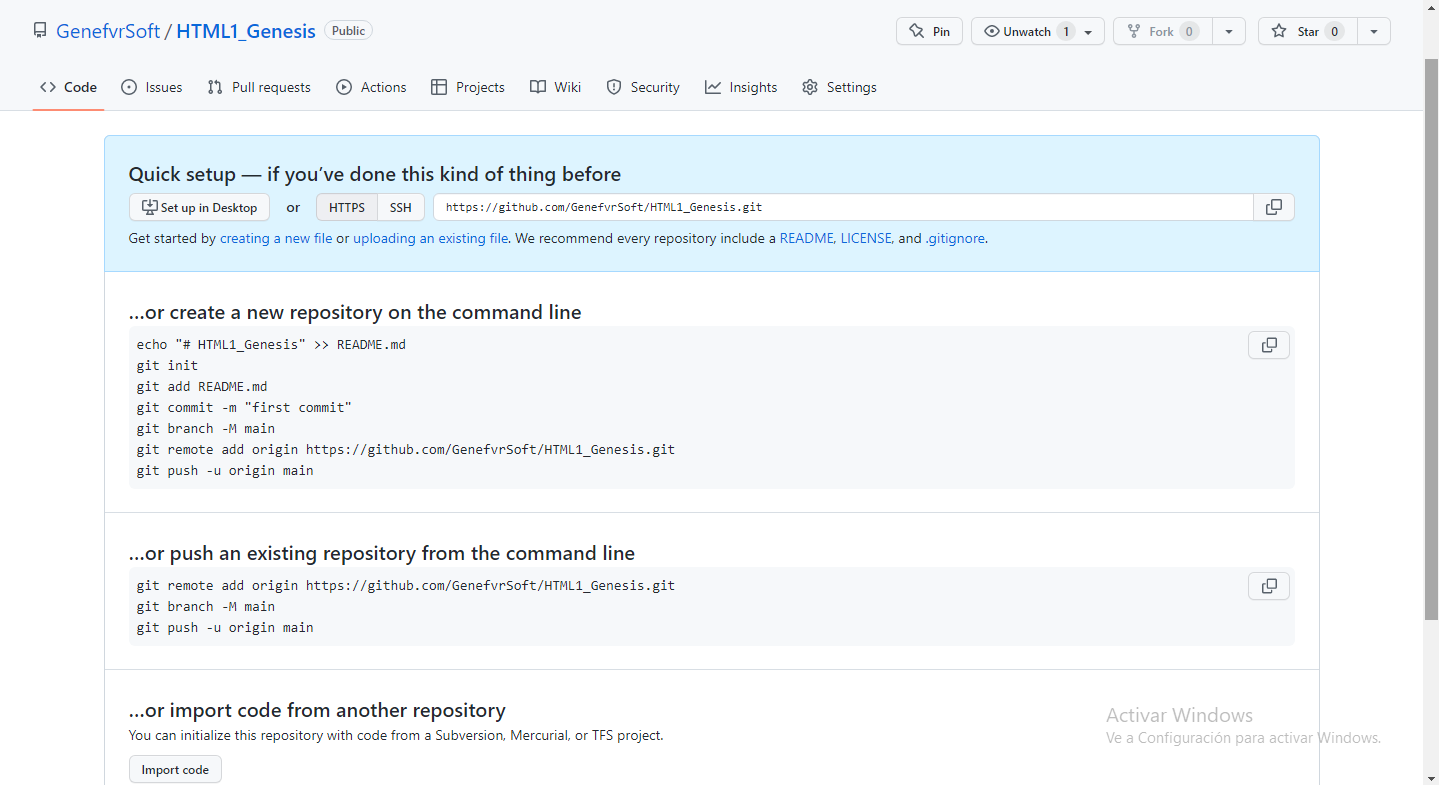 GenefvrSoft / HTML1_Genesis Public Pin Unwatch 1 Fork 0 Star 0
Code Issues Pull requests Actions Projects Wiki Security Insights Settings
Quick setup — if you’ve done this kind of thing before
Set up in Desktop or HTTPS SSH https://github.com/GenefvrSoft/HTML1_Genesis.git
Get started by creating a new file or uploading an existing file. We recommend every repository include a README, LICENSE, and .gitignore.
…or create a new repository on the command line
echo "# HTML1_Genesis" >> README.md
git init
git add README.md
git commit -m "first commit"
git branch -M main
git remote add origin https://github.com/GenefvrSoft/HTML1_Genesis.git
git push -u origin main
…or push an existing repository from the command line
git remote add origin https://github.com/GenefvrSoft/HTML1_Genesis.git
git branch -M main
git push -u origin main
…or import code from another repository
You can initialize this repository with code from a Subversion, Mercurial, or TFS project.
Import code
Activar Windows
Ve a Configuración para activar Windows.